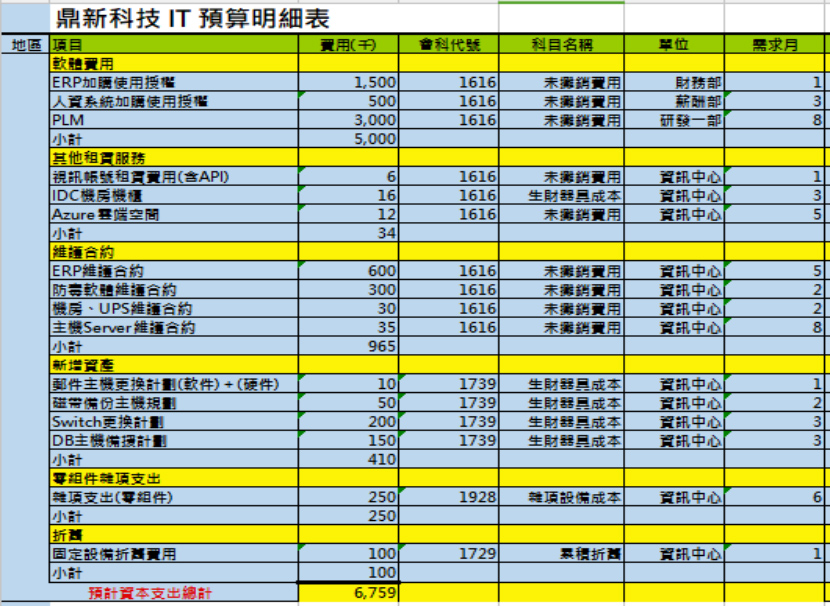 鼎新科技 IT 預算明細表
地區 項目 費用(千) 會科代號 科目名稱 單位 需求月
軟體費用
ERP加購使用授權 1,500 1616 未攤銷費用 財務部 1
人資系統加購使用授權 500 1616 未攤銷費用 薪酬部 3
PLM 3,000 1616 未攤銷費用 研發一部 8
小計 5,000
其他租賃服務
視訊帳號租賃費用(含API) 6 1616 未攤銷費用 資訊中心 1
IDC機房機櫃 16 1616 生財器具成本 資訊中心 3
Azure雲端空間 12 1616 未攤銷費用 資訊中心 5
小計 34
維護合約
ERP維護合約 600 1616 未攤銷費用 資訊中心 5
防毒軟體維護合約 300 1616 未攤銷費用 資訊中心 2
機房、UPS維護合約 30 1616 未攤銷費用 資訊中心 2
主機Server維護合約 35 1616 未攤銷費用 資訊中心 8
小計 965
新增資產
郵件主機更換計劃(軟件)+(硬件) 10 1739 生財器具成本 資訊中心 1
磁帶備份主機規劃 50 1739 生財器具成本 資訊中心 2
Switch更換計劃 200 1739 生財器具成本 資訊中心 3
DB主機備援計劃 150 1739 生財器具成本 資訊中心 3
小計 410
零組件雜項支出
雜項支出(零組件) 250 1928 雜項設備成本 資訊中心 6
小計 250
折舊
固定設備折舊費用 100 1729 累積折舊 資訊中心 1
小計 100
預計資本支出總計 6,759